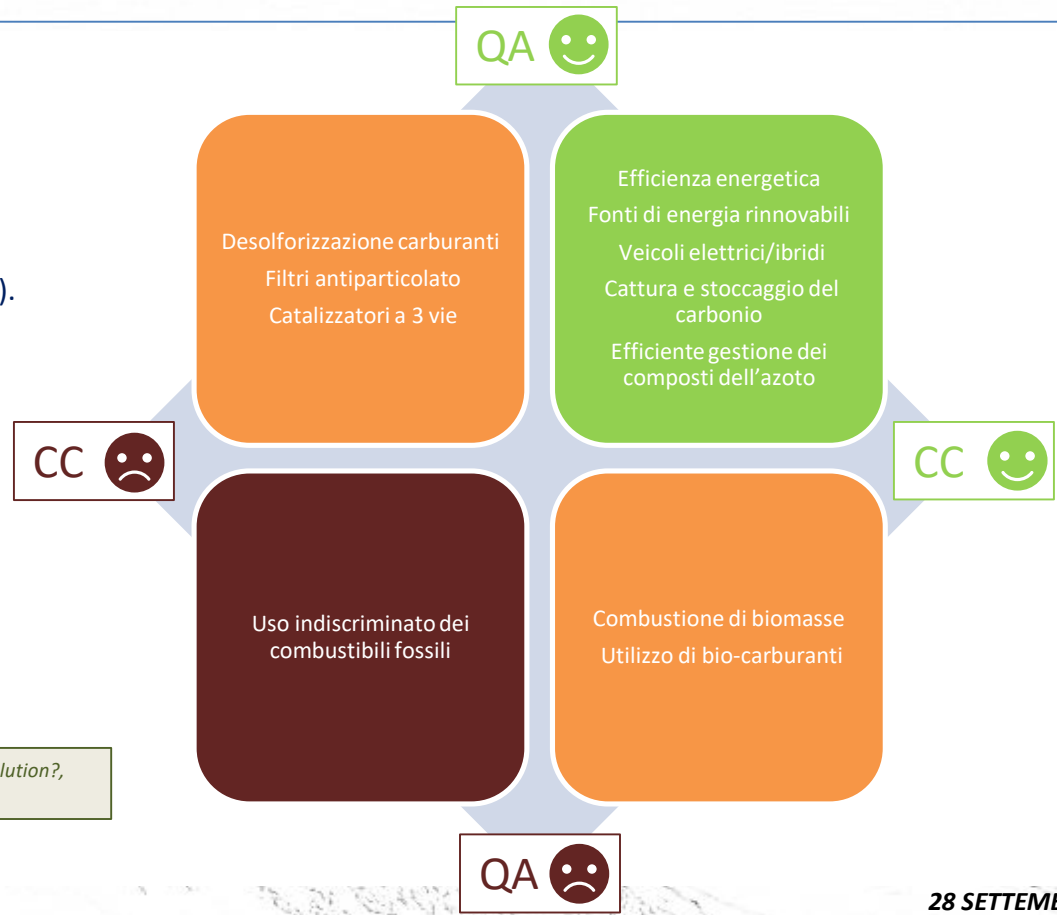 QA
Desolforizzazione carburanti
Filtri antiparticolato
Catalizzatori a 3 vie
Efficienza energetica
Fonti di energia rinnovabili
Veicoli elettrici/ibridi
Cattura e stoccaggio del
carbonio
Efficiente gestione dei
composti dell'azoto
).
CC
CC
Uso indiscriminato dei
combustibili fossili
Combustione di biomasse
Utilizzo di bio-carburanti
lution?,
QA
28 SETTEM